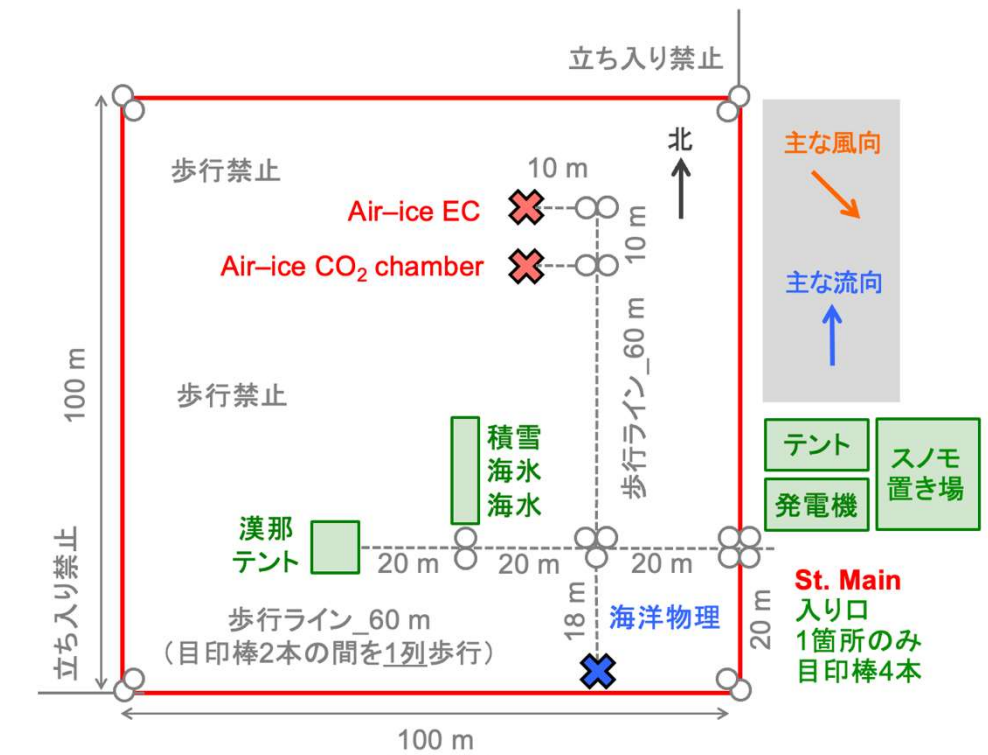 立ち入り禁止
北
主な風向
歩行禁止
10 m
Air–ice EC
10 m
Air–ice CO₂ chamber
主な流向
歩行ライン_60 m
100 m
歩行禁止
積雪
海氷
海水
テント
スノモ
置き場
発電機
漢那
テント
20 m
20 m
20 m
St. Main
入り口
1箇所のみ
目印棒4本
18 m
海洋物理
20 m
歩行ライン_60 m
（目印棒2本の間を1列歩行）
立ち入り禁止
100 m